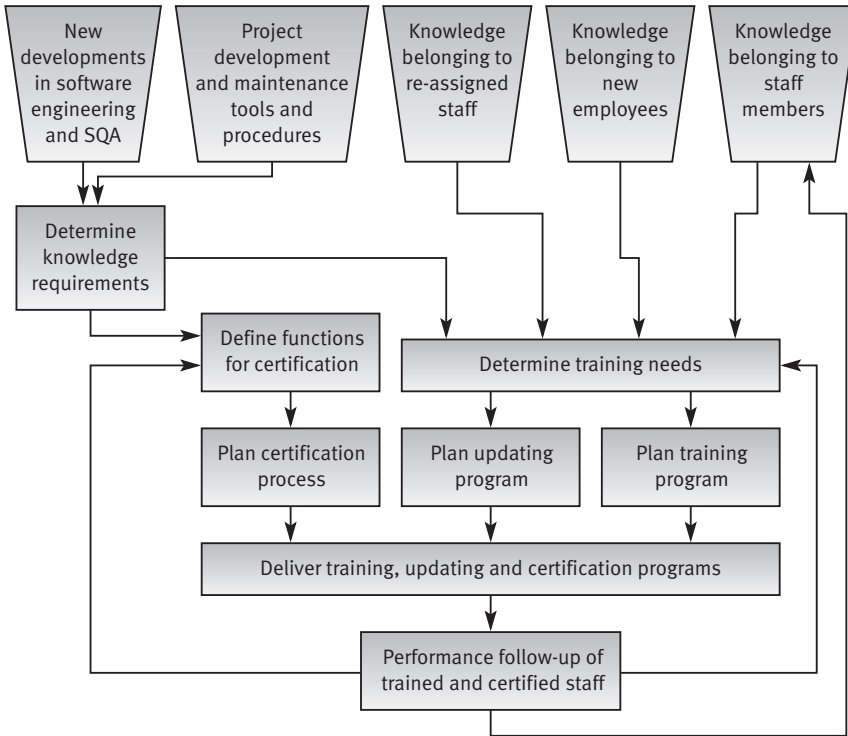 New
developments
in software
engineering
and SQA
Project
development
and maintenance
tools and
procedures
Knowledge
belonging to
re-assigned
staff
Knowledge
belonging to
new
employees
Knowledge
belonging to
staff
members
Determine
knowledge
requirements
Define functions
for certification
Determine training needs
Plan certification
process
Plan updating
program
Plan training
program
Deliver training, updating and certification programs
Performance follow-up of
trained and certified staff